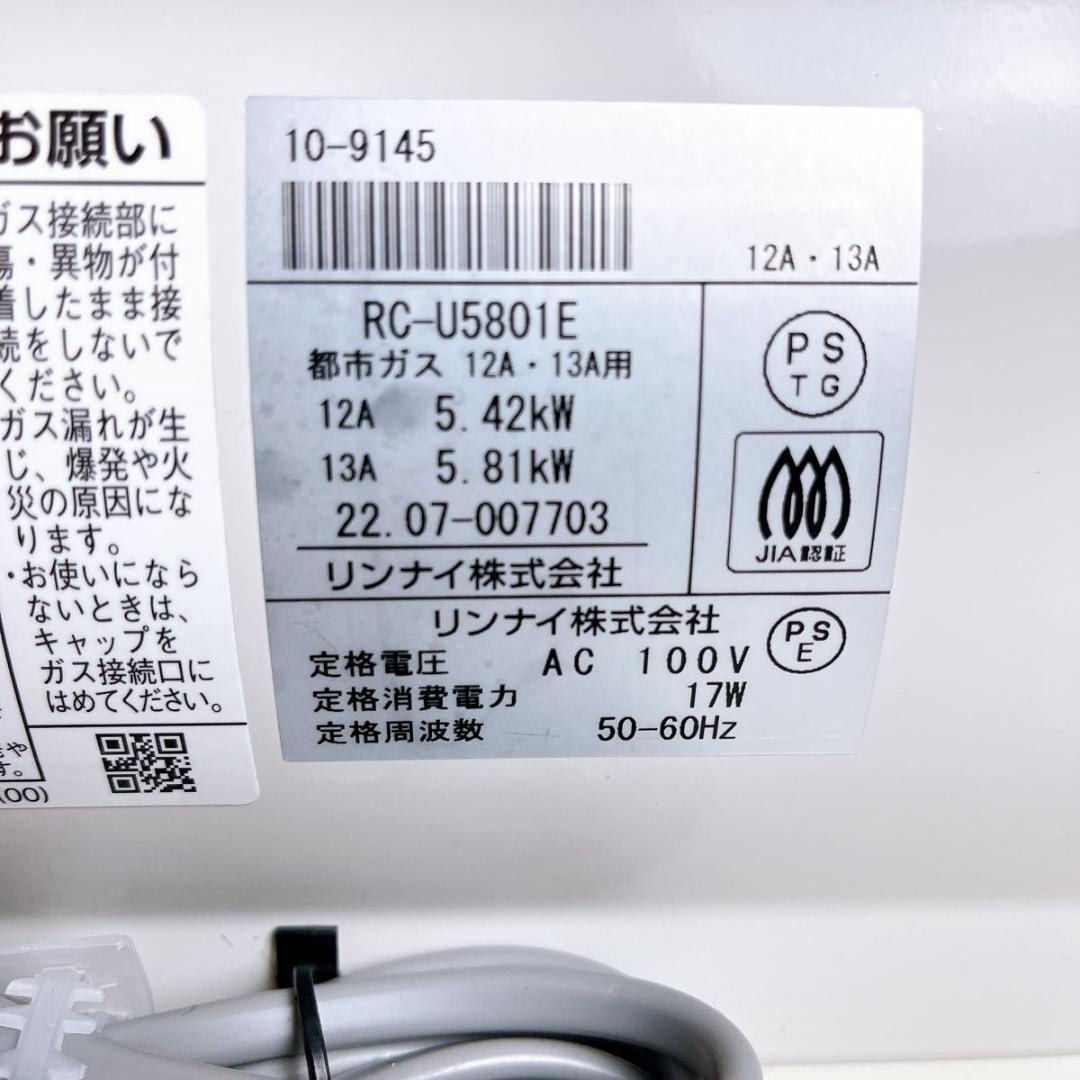 お願い
ガス接続部に
傷・異物が付
着したまま接
続をしないで
ください。
ガス漏れが生
じ、爆発や火
災の原因にな
ります。
・お使いになら
ないときは、
キャップを
ガス接続口に
はめてください。
す。
(00)
10-9145
12A・13A
RC-U5801E
都市ガス 12A・13A用
12A 5.42kW
13A 5.81kW
22.07-007703
リンナイ株式会社
PS
TG
JIA認証
リンナイ株式会社
PS
E
定格電圧 AC 100V
定格消費電力 17W
定格周波数 50-60Hz